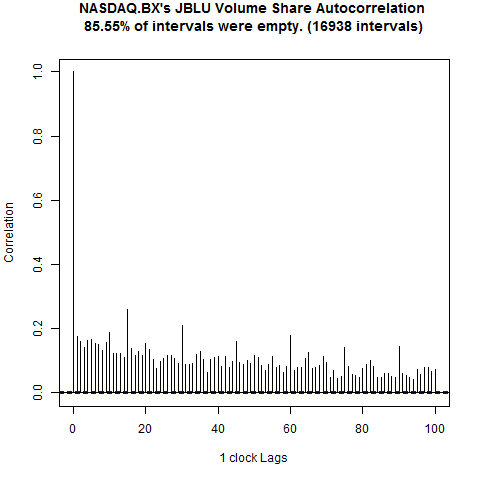 NASDAQ.BX's JBLU Volume Share Autocorrelation
85.55% of intervals were empty. (16938 intervals)
1.0
0.8
0.6
0.4
0.2
0.0
Correlation
0 20 40 60 80 100
1 clock Lags